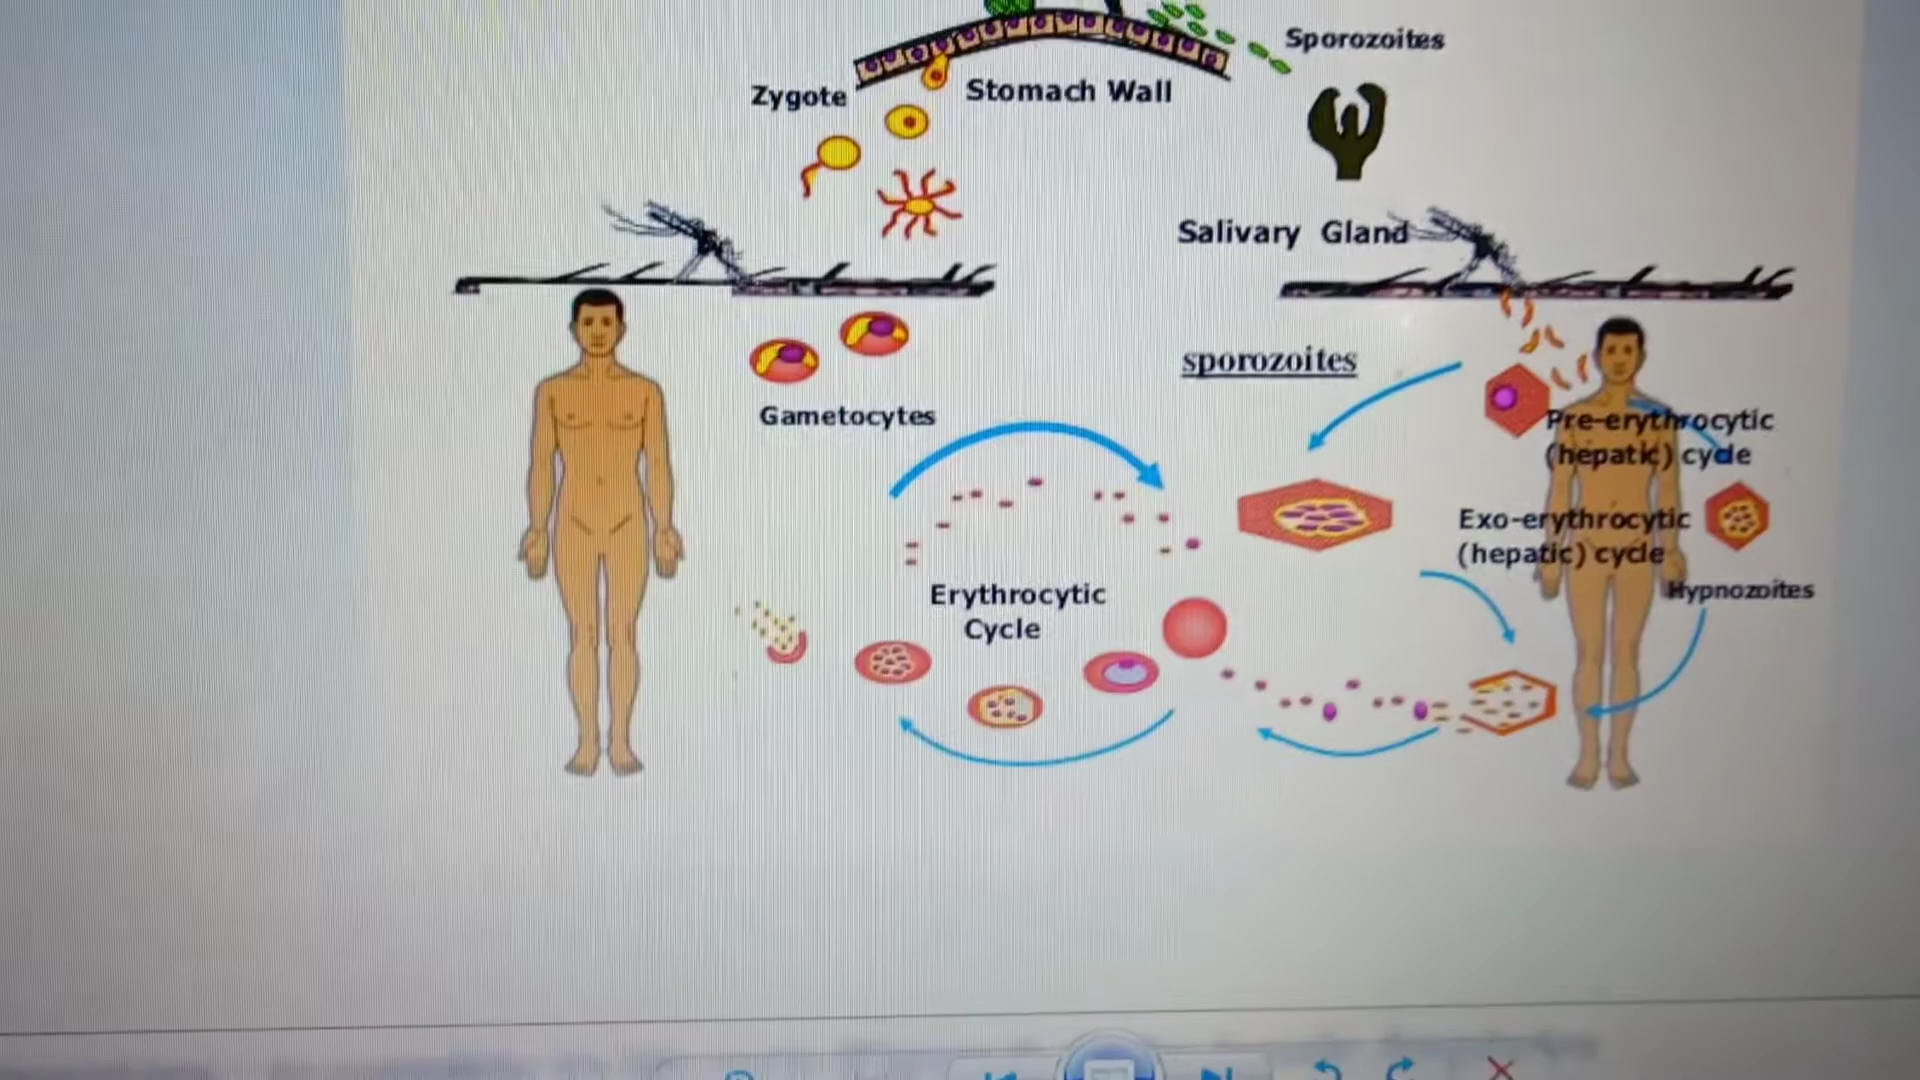 Sporozoites
Zygote
Stomach Wall
Salivary Gland
sporozoites
Gametocytes
Pre-erythrocytic
(hepatic) cycle
Exo-erythrocytic
(hepatic) cycle
Hypnozoites
Erythrocytic
Cycle